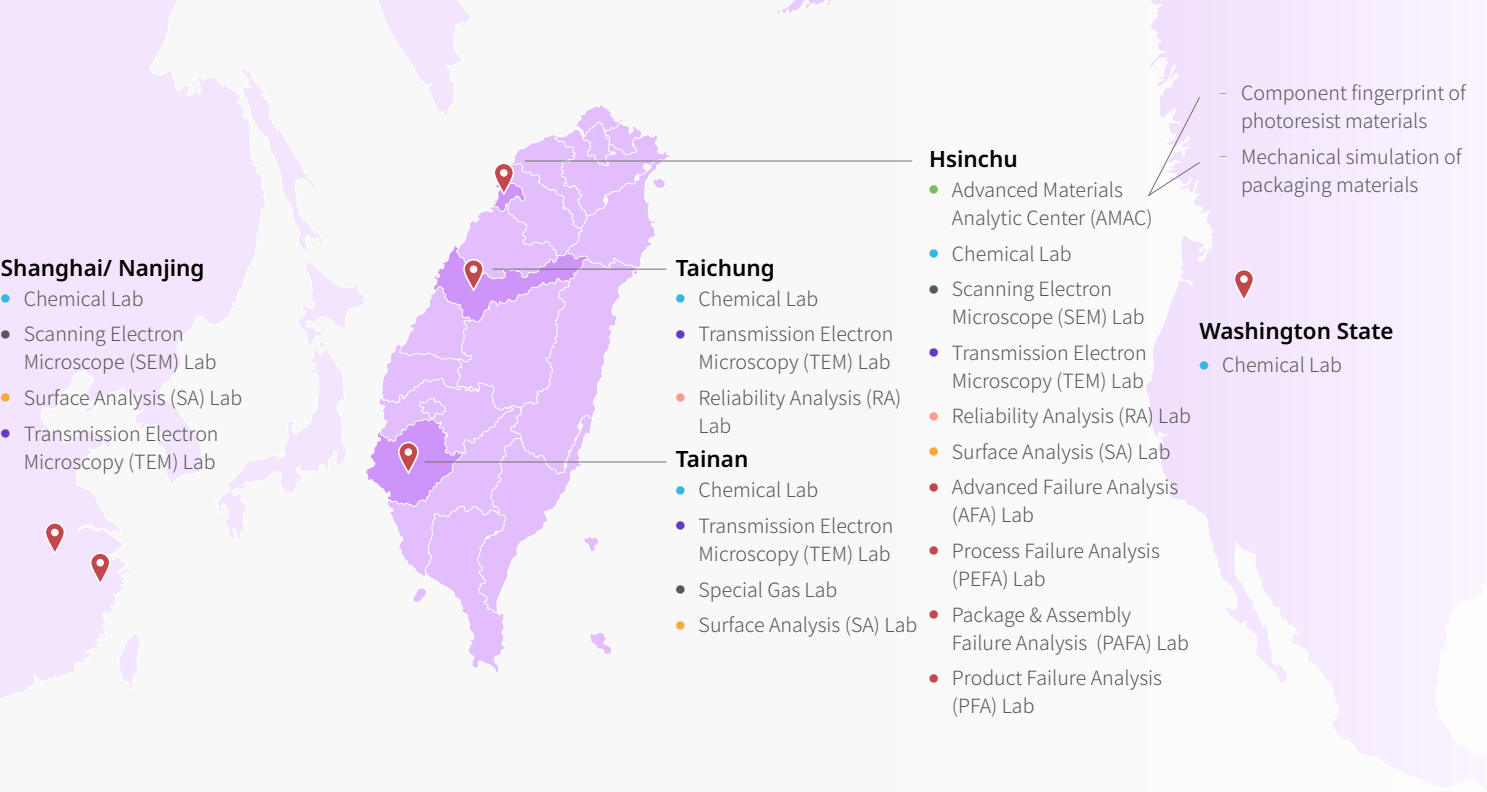 Shanghai/ Nanjing
Chemical Lab
Scanning Electron
Microscope (SEM) Lab
Surface Analysis (SA) Lab
Transmission Electron
Microscopy (TEM) Lab
Taichung
Chemical Lab
Transmission Electron
Microscopy (TEM) Lab
Reliability Analysis (RA)
Lab
Tainan
Chemical Lab
Transmission Electron
Microscopy (TEM) Lab
Special Gas Lab
Surface Analysis (SA) Lab
Hsinchu
Advanced Materials
Analytic Center (AMAC)
Chemical Lab
Scanning Electron
Microscope (SEM) Lab
Transmission Electron
Microscopy (TEM) Lab
Reliability Analysis (RA) Lab
Surface Analysis (SA) Lab
Advanced Failure Analysis
(AFA) Lab
Process Failure Analysis
(PEFA) Lab
Package & Assembly
Failure Analysis (PAFA) Lab
Product Failure Analysis
(PFA) Lab
– Component fingerprint of
photoresist materials
– Mechanical simulation of
packaging materials
Washington State
Chemical Lab